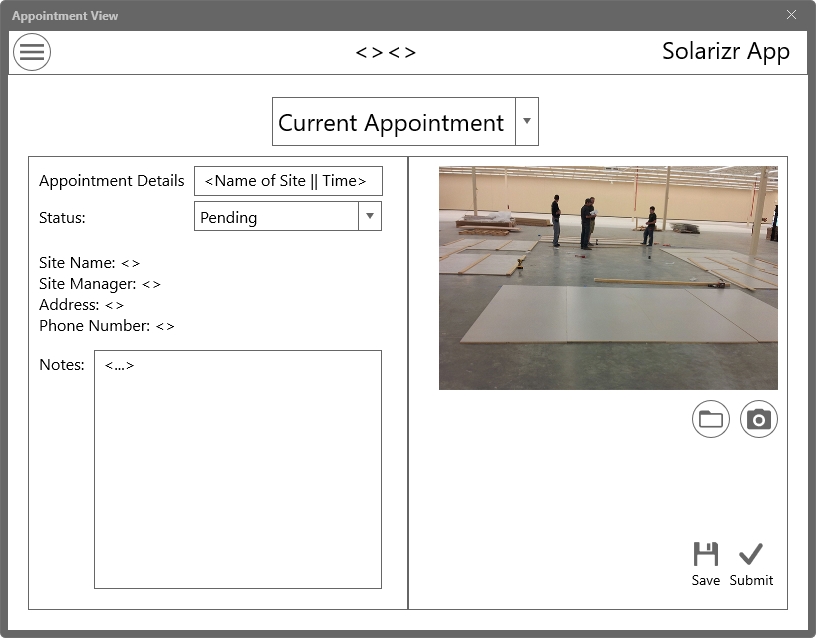 Appointment View
<><>
Solarizr App
Current Appointment
Appointment Details
<Name of Site || Time>
Status:
Pending
Site Name: <>
Site Manager: <>
Address: <>
Phone Number: <>
Notes:
<...>
Save
Submit